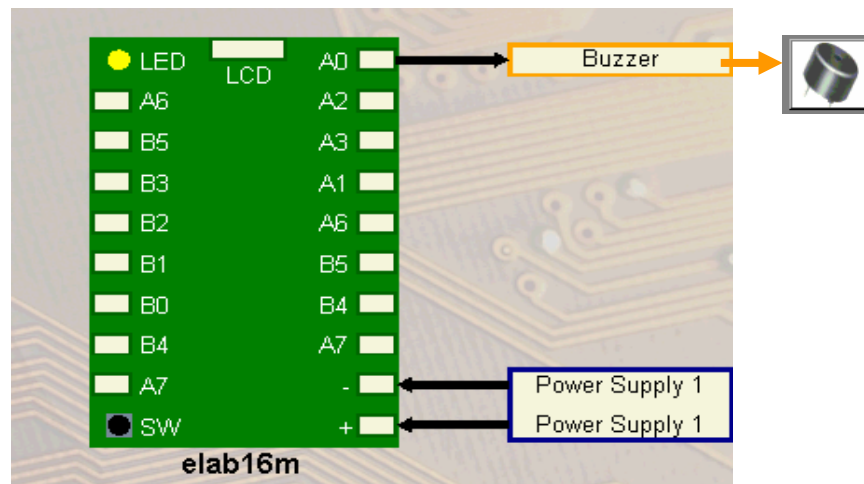 LED LCD A0 Buzzer
A6 A2
B5 A3
B3 A1
B2 A6
B1 B5
B0 B4
B4 A7
A7 - Power Supply 1
SW + Power Supply 1
elab16m